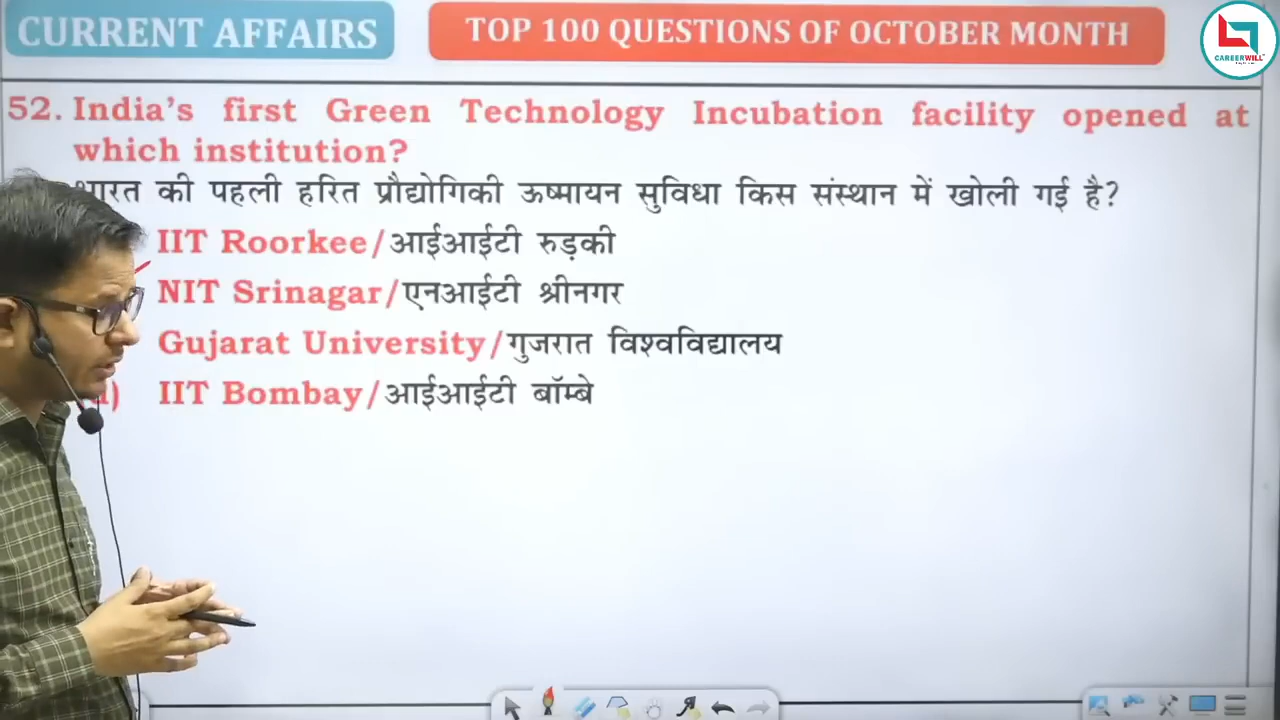 CURRENT AFFAIRS
TOP 100 QUESTIONS OF OCTOBER MONTH
CAREERWILL
52. India's first Green Technology Incubation facility opened at
which institution?
भारत की पहली हरित प्रौद्योगिकी ऊष्मायन सुविधा किस संस्थान में खोली गई है?
IIT Roorkee/आईआईटी रुड़की
NIT Srinagar/एनआईटी श्रीनगर
Gujarat University/गुजरात विश्वविद्यालय
IIT Bombay/आईआईटी बॉम्बे